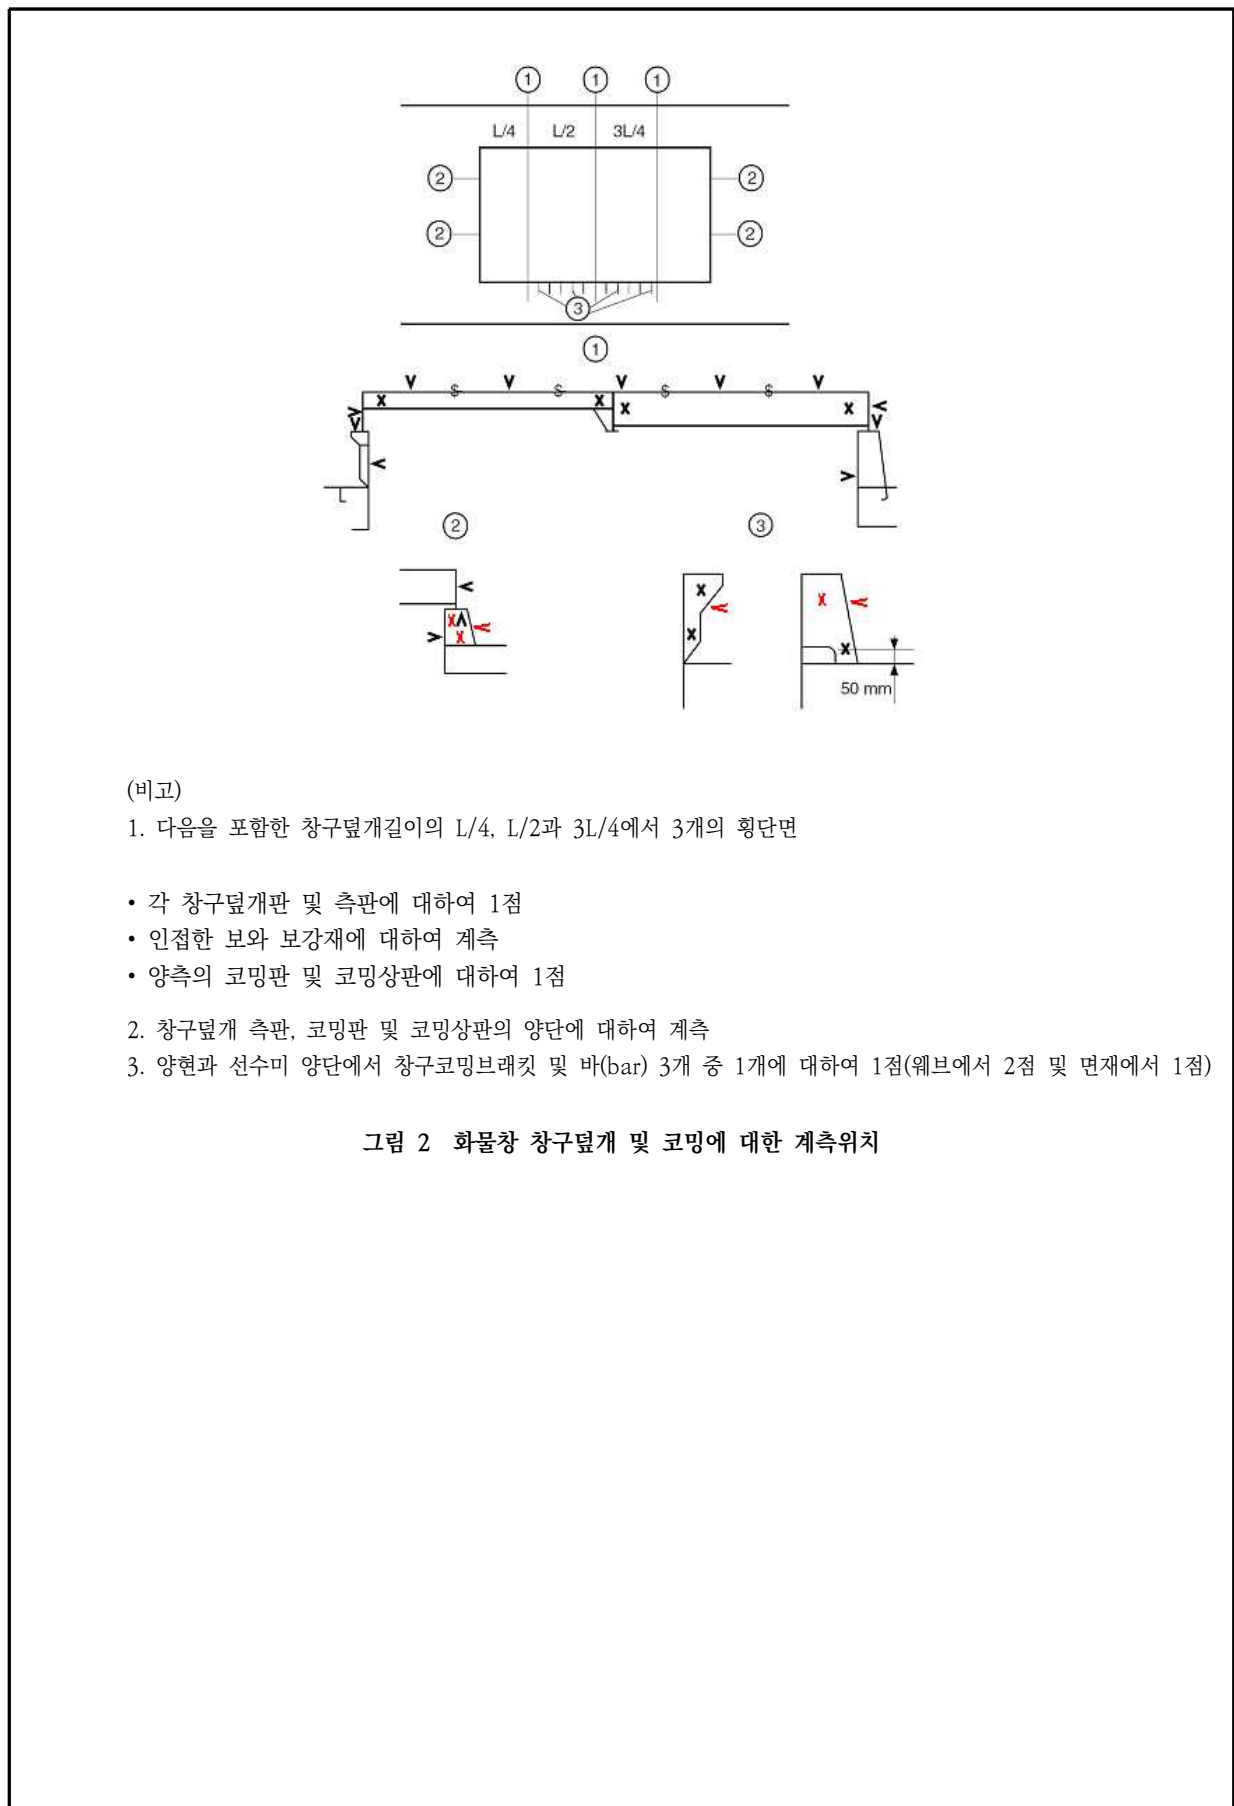 ① ① ①
L/4 L/2 3L/4
② ②
② ②
③
①
② ③
50 mm
(비고)
1. 다음을 포함한 창구덮개길이의 L/4, L/2과 3L/4에서 3개의 횡단면
• 각 창구덮개판 및 측판에 대하여 1점
• 인접한 보와 보강재에 대하여 계측
• 양측의 코밍판 및 코밍상판에 대하여 1점
2. 창구덮개 측판, 코밍판 및 코밍상판의 양단에 대하여 계측
3. 양현과 선수미 양단에서 창구코밍브래킷 및 바(bar) 3개 중 1개에 대하여 1점(웨브에서 2점 및 면재에서 1점)
그림 2 화물창 창구덮개 및 코밍에 대한 계측위치